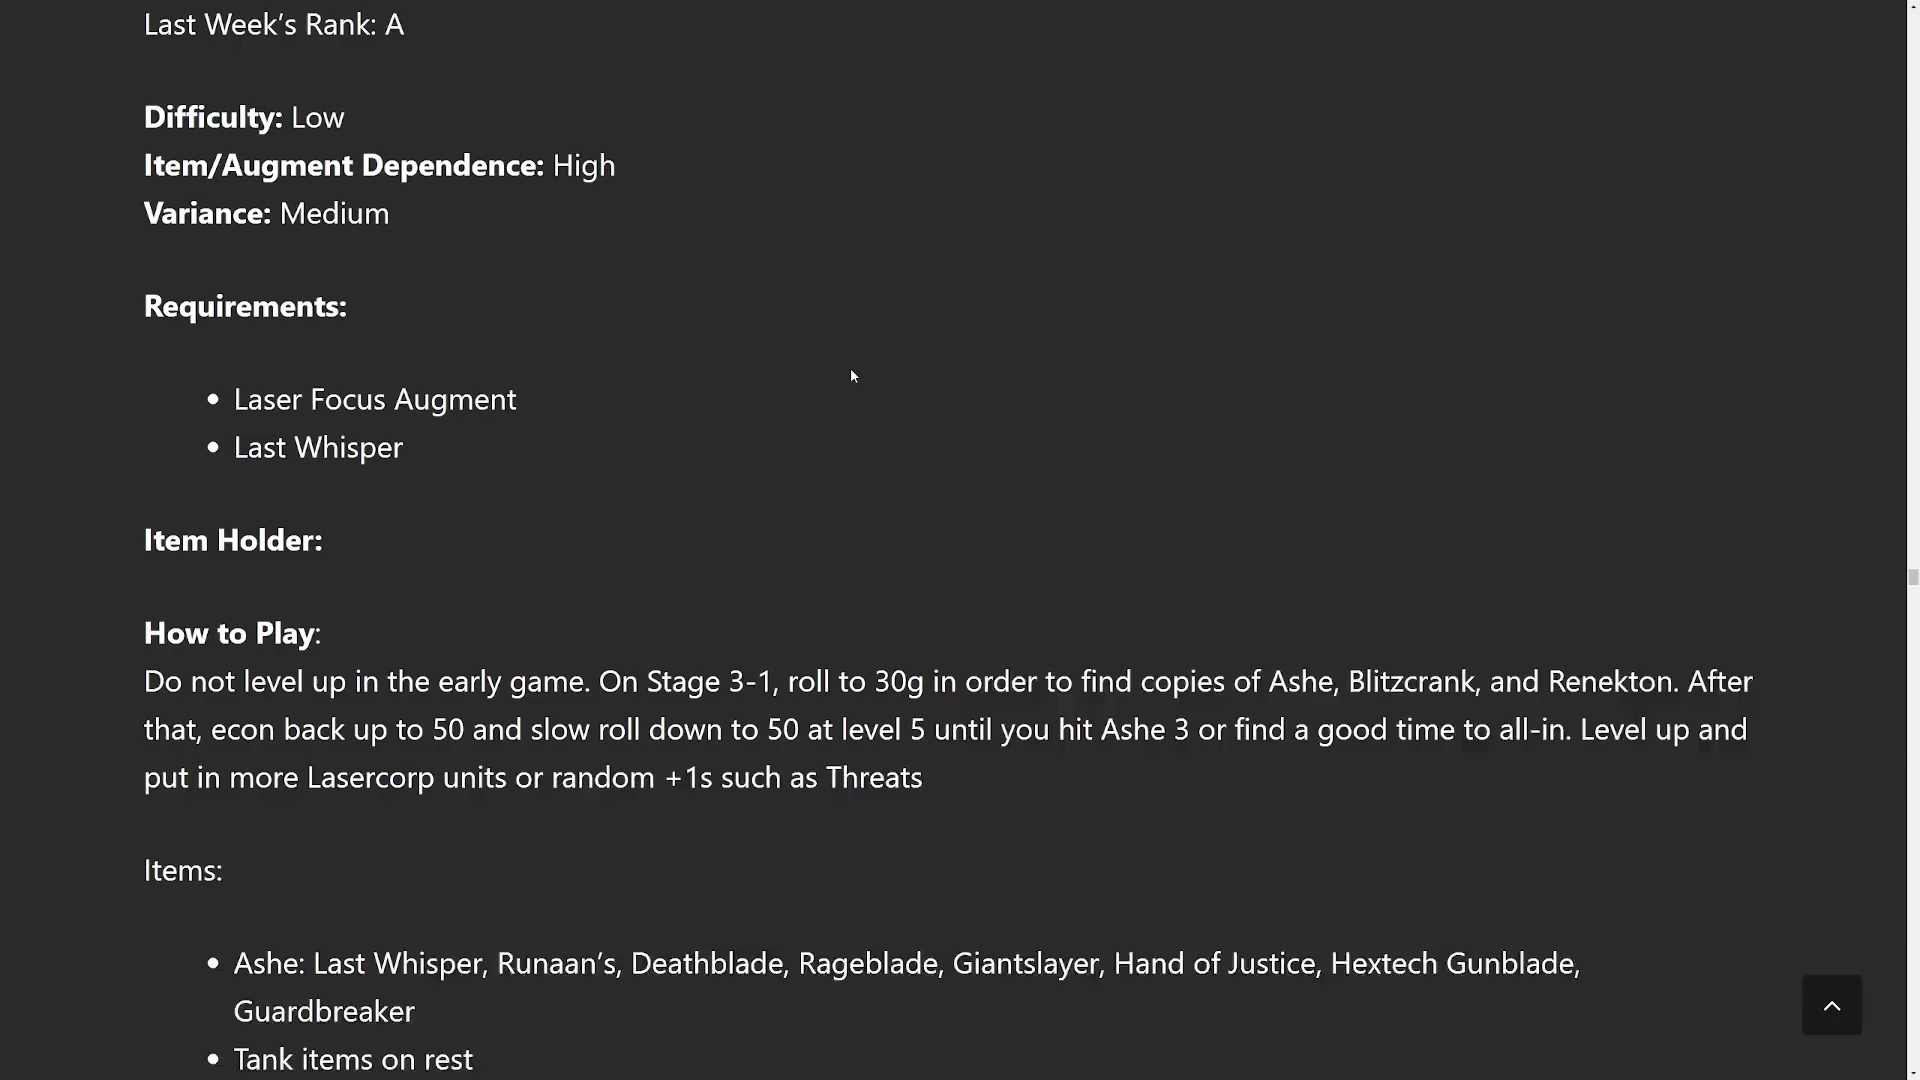 Last Week’s Rank: A
Difficulty: Low
Item/Augment Dependence: High
Variance: Medium
Requirements:
• Laser Focus Augment
• Last Whisper
Item Holder:
How to Play:
Do not level up in the early game. On Stage 3-1, roll to 30g in order to find copies of Ashe, Blitzcrank, and Renekton. After
that, econ back up to 50 and slow roll down to 50 at level 5 until you hit Ashe 3 or find a good time to all-in. Level up and
put in more Lasercorp units or random +1s such as Threats
Items:
• Ashe: Last Whisper, Runaan’s, Deathblade, Rageblade, Giantslayer, Hand of Justice, Hextech Gunblade,
Guardbreaker
• Tank items on rest